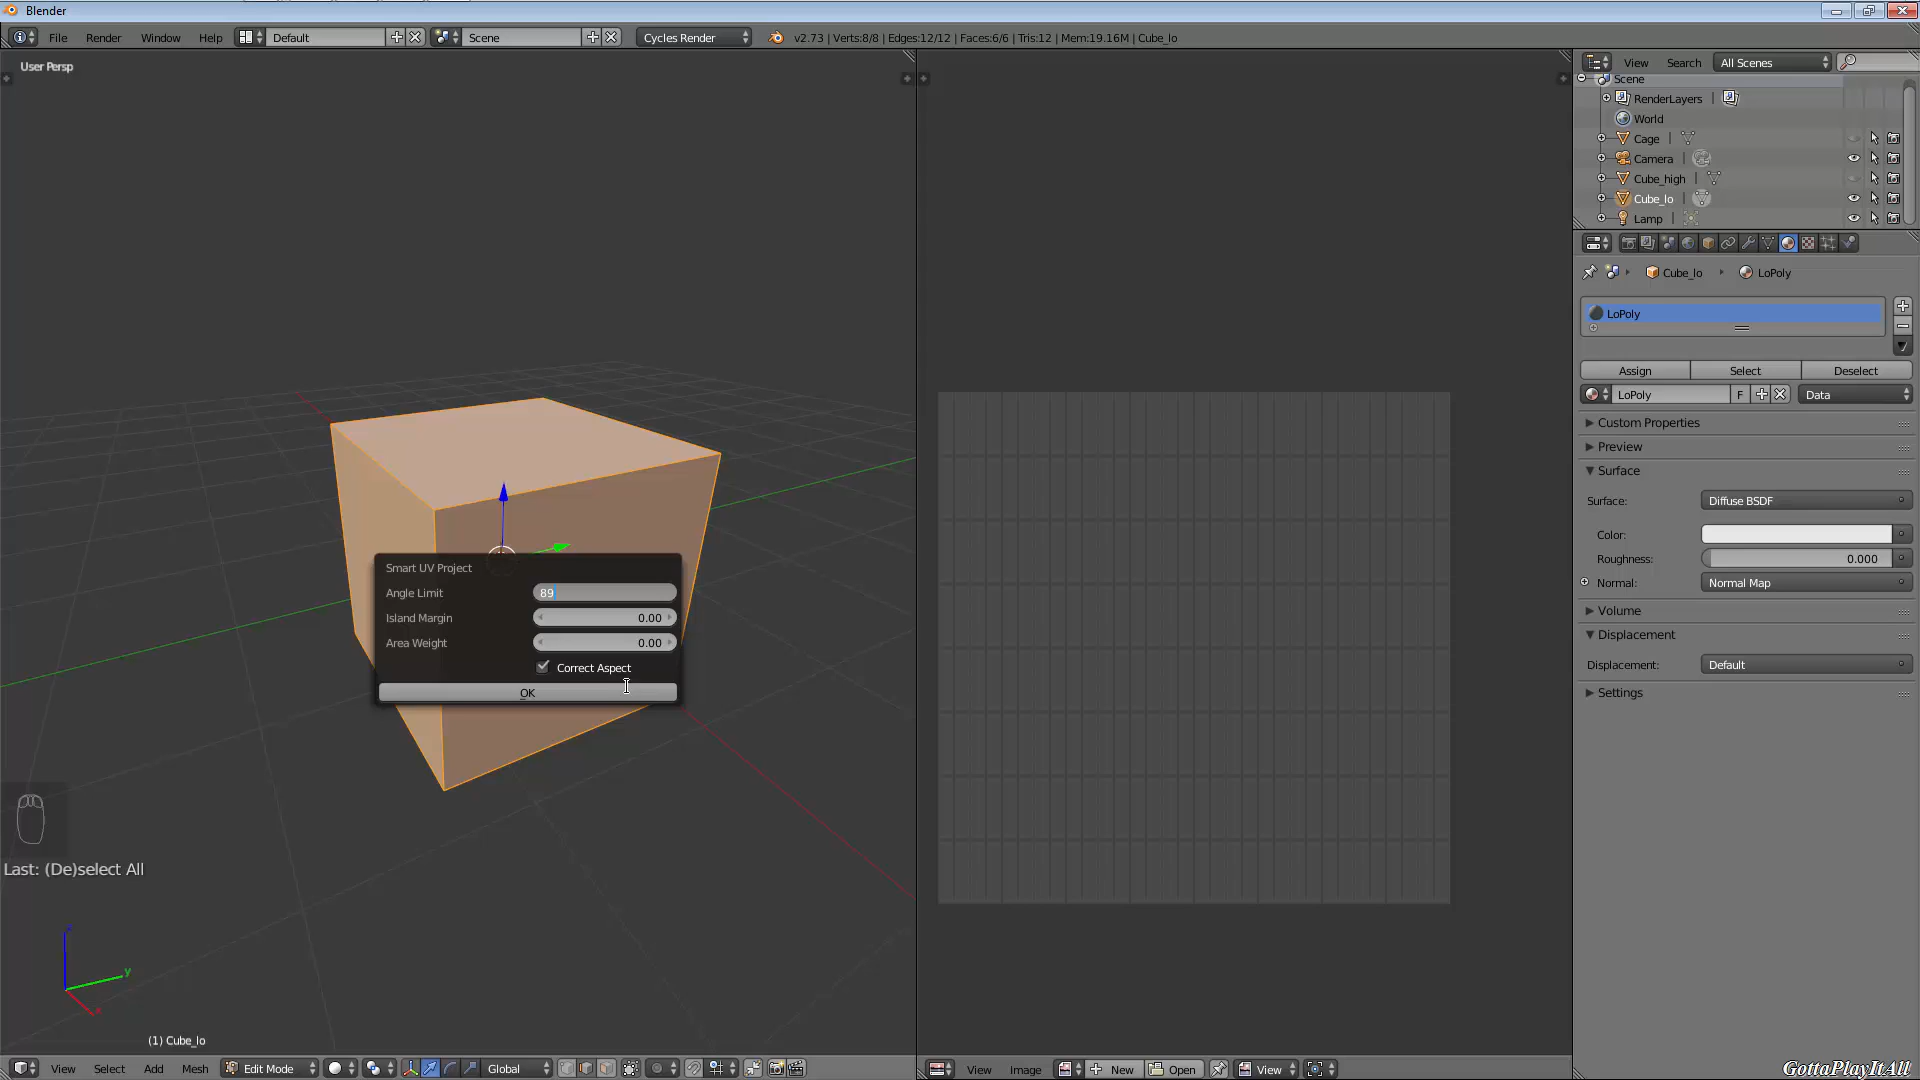 Blender
File Render Window Help Default Scene Cycles Render v2.73 | Verts:8/8 | Edges:12/12 | Faces:6/6 | Tris:12 | Mem:19.16M | Cube_lo
User Persp
View Search All Scenes
Scene
RenderLayers |
World
Cage |
Camera |
Cube_high |
Cube_lo |
Lamp |
Cube_lo LoPoly
LoPoly
Assign Select Deselect
LoPoly F Data
Custom Properties
Preview
Surface
Surface: Diffuse BSDF
Color:
Roughness: 0.000
Normal: Normal Map
Volume
Displacement
Displacement: Default
Settings
Smart UV Project
Angle Limit 89
Island Margin 0.00
Area Weight 0.00
Correct Aspect
OK
Last: (De)select All
z
y
x
(1) Cube_lo
View Select Add Mesh Edit Mode Global
View Image New Open View
GottaPlayItAll